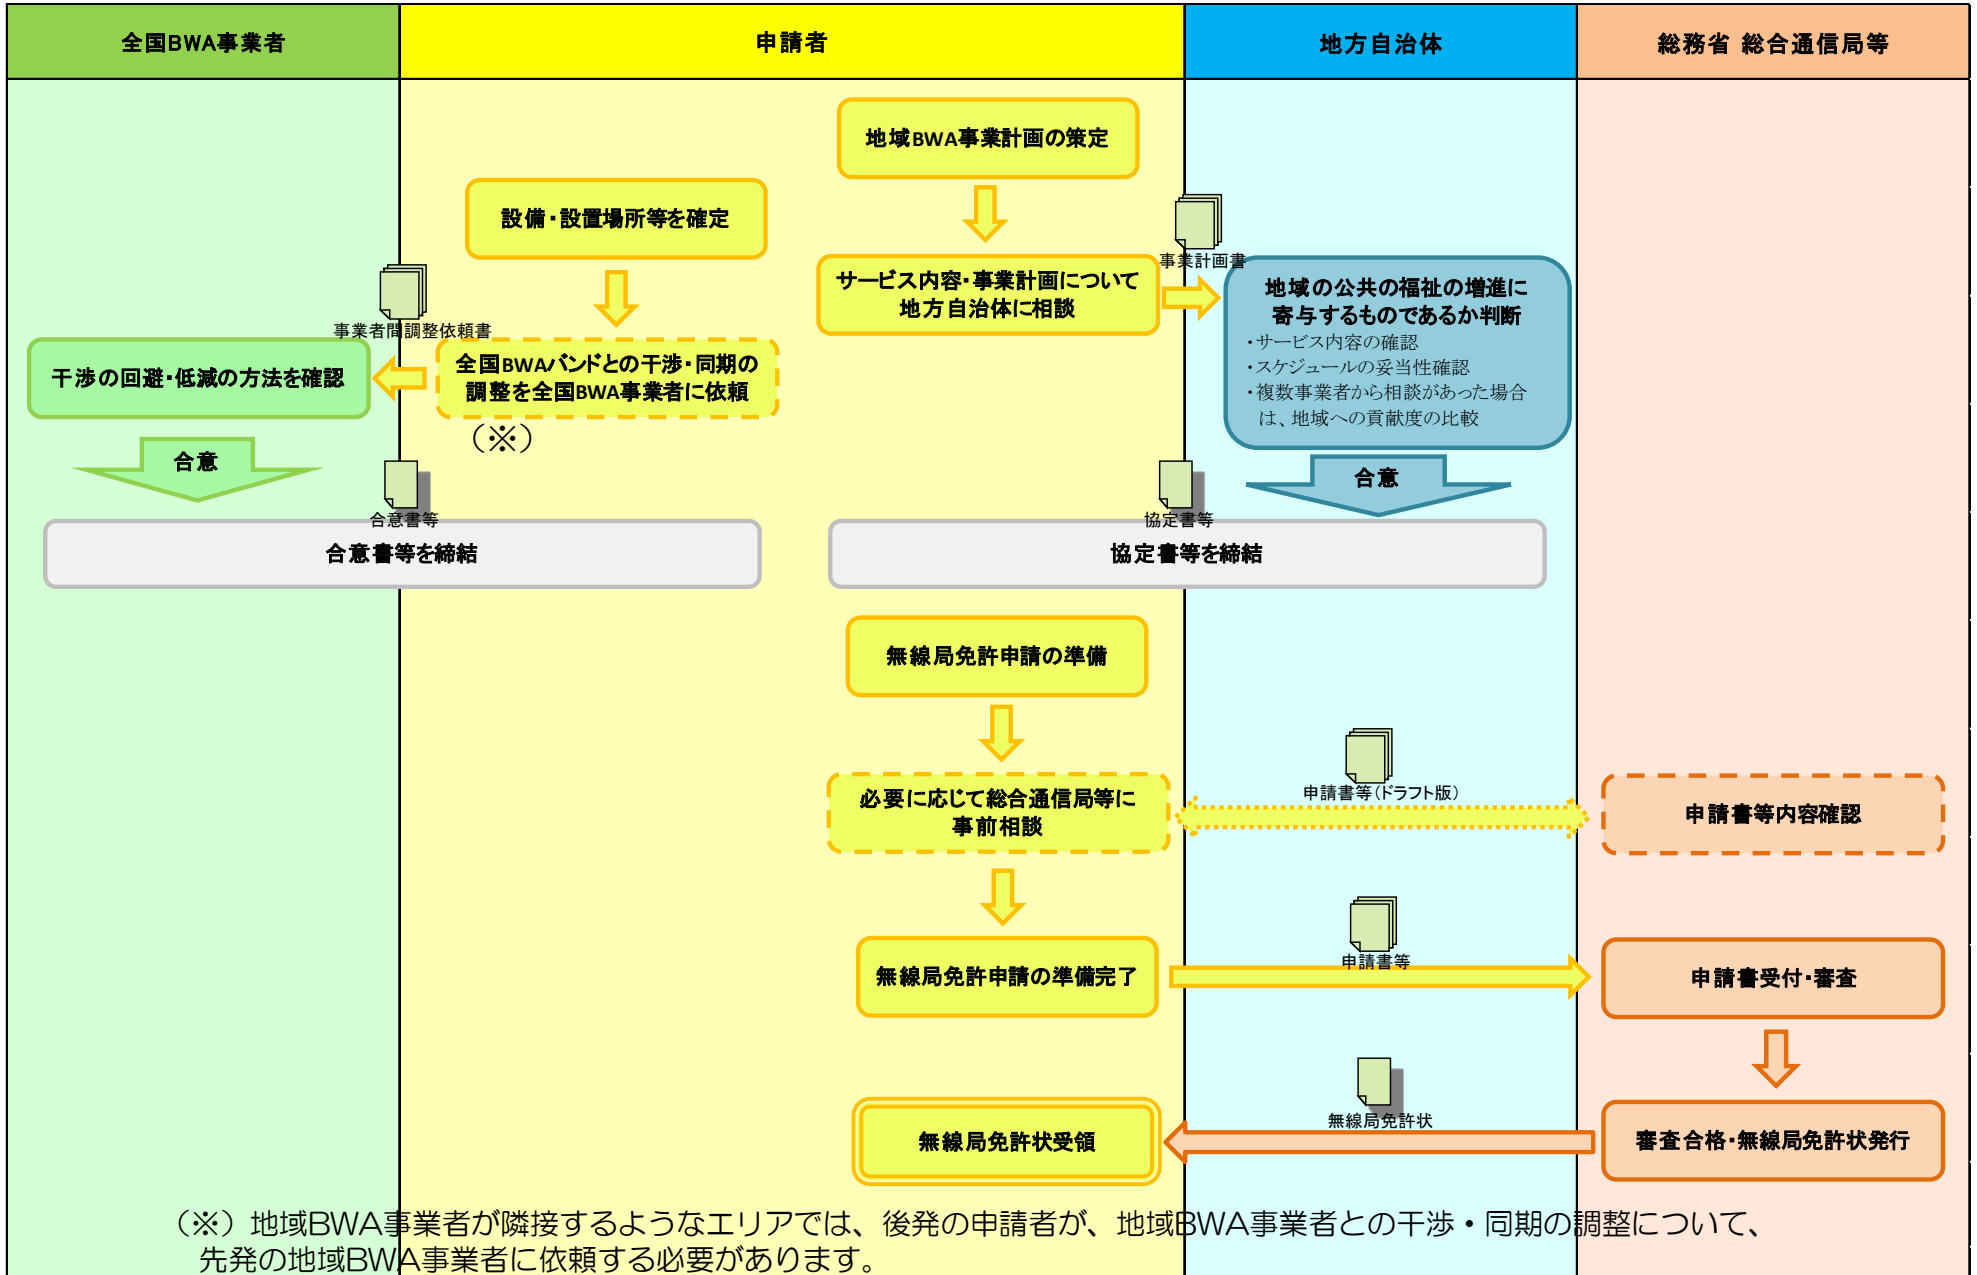 全国BWA事業者
申請者
地方自治体
総務省 総合通信局等
地域BWA事業計画の策定
設備・設置場所等を確定
事業計画書
サービス内容・事業計画について
地方自治体に相談
地域の公共の福祉の増進に
寄与するものであるか判断
・サービス内容の確認
・スケジュールの妥当性確認
・複数事業者から相談があった場合
は、地域への貢献度の比較
事業者間調整依頼書
干渉の回避・低減の方法を確認
全国BWAバンドとの干渉・同期の
調整を全国BWA事業者に依頼
（※）
合意
合意
合意書等
協定書等
合意書等を締結
協定書等を締結
無線局免許申請の準備
申請書等（ドラフト版）
必要に応じて総合通信局等に
事前相談
申請書等内容確認
申請書等
無線局免許申請の準備完了
申請書受付・審査
無線局免許状
無線局免許状受領
審査合格・無線局免許状発行
（※）地域BWA事業者が隣接するようなエリアでは、後発の申請者が、地域BWA事業者との干渉・同期の調整について、
先発の地域BWA事業者に依頼する必要があります。